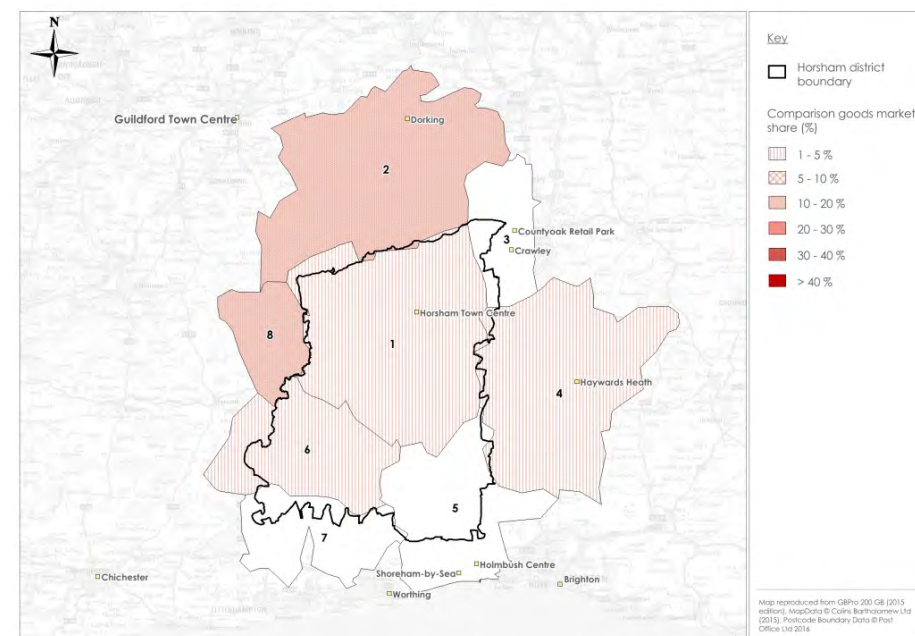 N
Guildford Town Centre
Dorking
2
3
Countyoak Retail Park
Crawley
Horsham Town Centre
8
1
Haywards Heath
4
6
5
7
Holmbush Centre
Shoreham-by-Sea
Chichester
Brighton
Worthing
Key
Horsham district
boundary
Comparison goods market
share (%)
1 - 5 %
5 - 10 %
10 - 20 %
20 - 30 %
30 - 40 %
> 40 %
Map reproduced from GBPro 200 GB (2015
edition), MapData © Collins Bartholomew Ltd
(2015). Postcode Boundary Data © Post
Office Ltd 2016